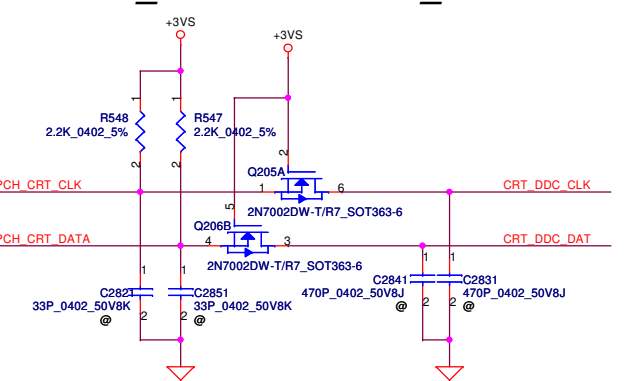 +3VS
+3VS
1
1
R548
2.2K_0402_5%
R547
2.2K_0402_5%
2
2
2
Q205A
PCH_CRT_CLK
1
6
CRT_DDC_CLK
2N7002DW-T/R7_SOT363-6
5
Q206B
PCH_CRT_DATA
4
3
CRT_DDC_DAT
2N7002DW-T/R7_SOT363-6
1
1
1
1
C2821
33P_0402_50V8K
@
2
C2851
33P_0402_50V8K
@
2
C2841
470P_0402_50V8J
@
2
C2831
470P_0402_50V8J
@
2